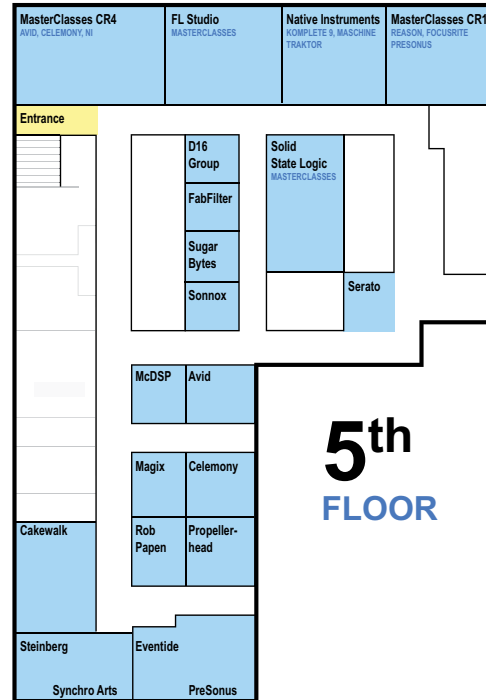 MasterClasses CR4
AVID, CELEMONY, NI
FL Studio
MASTERCLASSES
Native Instruments
KOMPLETE 9, MASCHINE
TRAKTOR
MasterClasses CR1
REASON, FOCUSRITE
PRESONUS
Entrance
D16
Group
Solid
State Logic
MASTERCLASSES
FabFilter
Sugar
Bytes
Sonnox
Serato
McDSP
Avid
5th
FLOOR
Magix
Celemony
Rob
Papen
Propeller-
head
Cakewalk
Steinberg
Synchro Arts
Eventide
PreSonus